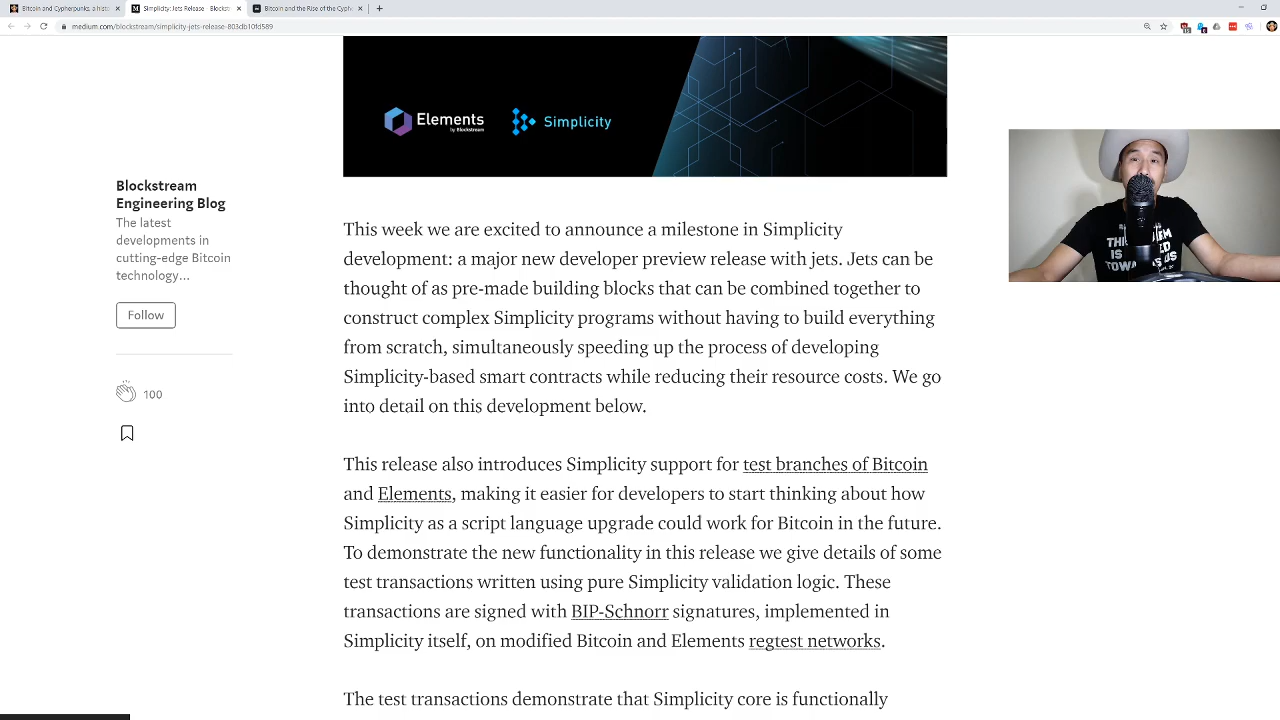 Bitcoin and Cypherpunks: a histo
Simplicity: Jets Release - Blockst
Bitcoin and the Rise of the Cyphe
medium.com/blockstream/simplicity-jets-release-803db10fd589
Elements
by Blockstream
Simplicity
Blockstream
Engineering Blog
The latest
developments in
cutting-edge Bitcoin
technology…
Follow
100
This week we are excited to announce a milestone in Simplicity
development: a major new developer preview release with jets. Jets can be
thought of as pre-made building blocks that can be combined together to
construct complex Simplicity programs without having to build everything
from scratch, simultaneously speeding up the process of developing
Simplicity-based smart contracts while reducing their resource costs. We go
into detail on this development below.
This release also introduces Simplicity support for test branches of Bitcoin
and Elements, making it easier for developers to start thinking about how
Simplicity as a script language upgrade could work for Bitcoin in the future.
To demonstrate the new functionality in this release we give details of some
test transactions written using pure Simplicity validation logic. These
transactions are signed with BIP-Schnorr signatures, implemented in
Simplicity itself, on modified Bitcoin and Elements regtest networks.
The test transactions demonstrate that Simplicity core is functionally